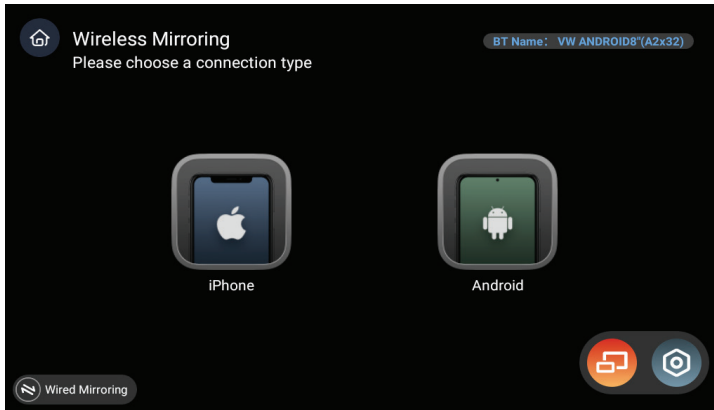 Wireless Mirroring
BT Name: VW ANDROID8"(A2x32)
Please choose a connection type
iPhone
Android
Wired Mirroring